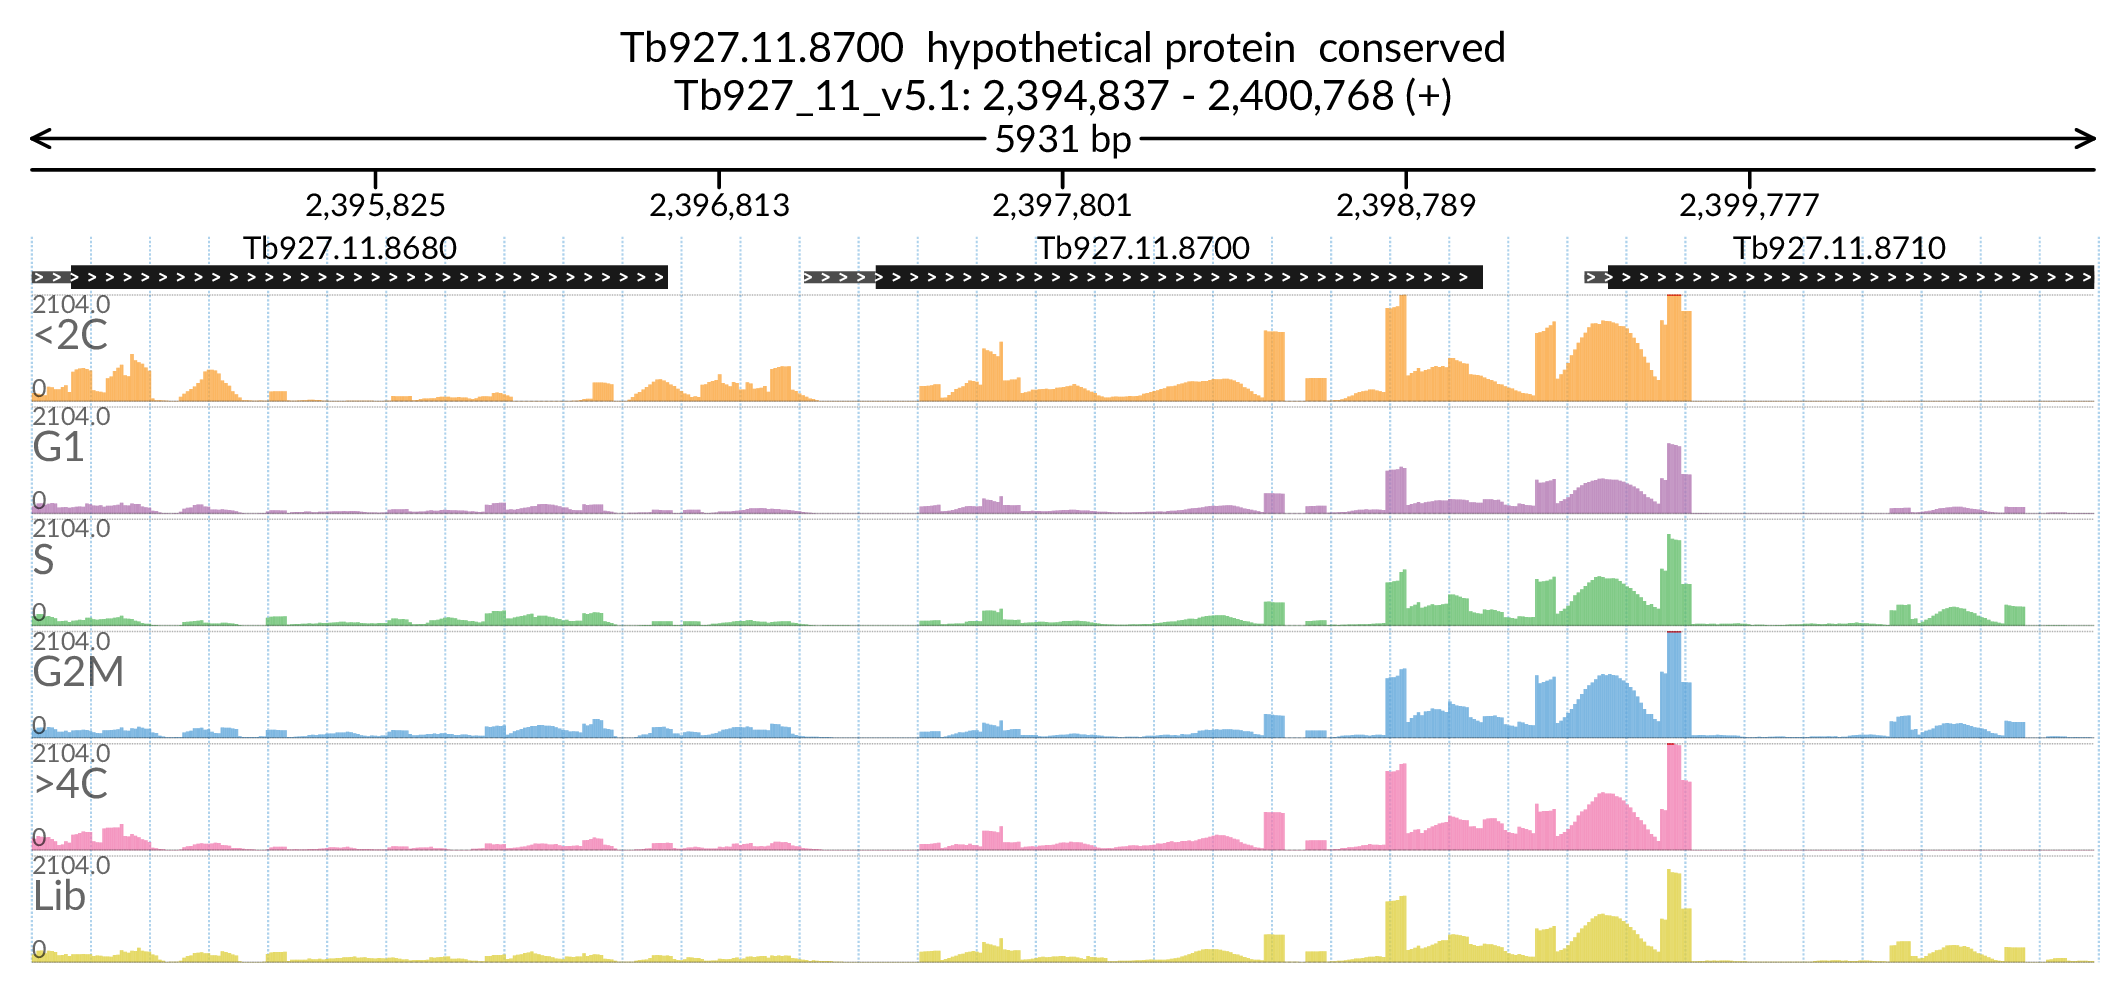 Tb927.11.8700 hypothetical protein conserved
Tb927_11_v5.1: 2,394,837 - 2,400,768 (+)
5931 bp
2,395,825 2,396,813 2,397,801 2,398,789 2,399,777
Tb927.11.8680 Tb927.11.8700 Tb927.11.8710
2104.0
<2C
0
2104.0
G1
0
2104.0
S
0
2104.0
G2M
0
2104.0
>4C
0
2104.0
Lib
0